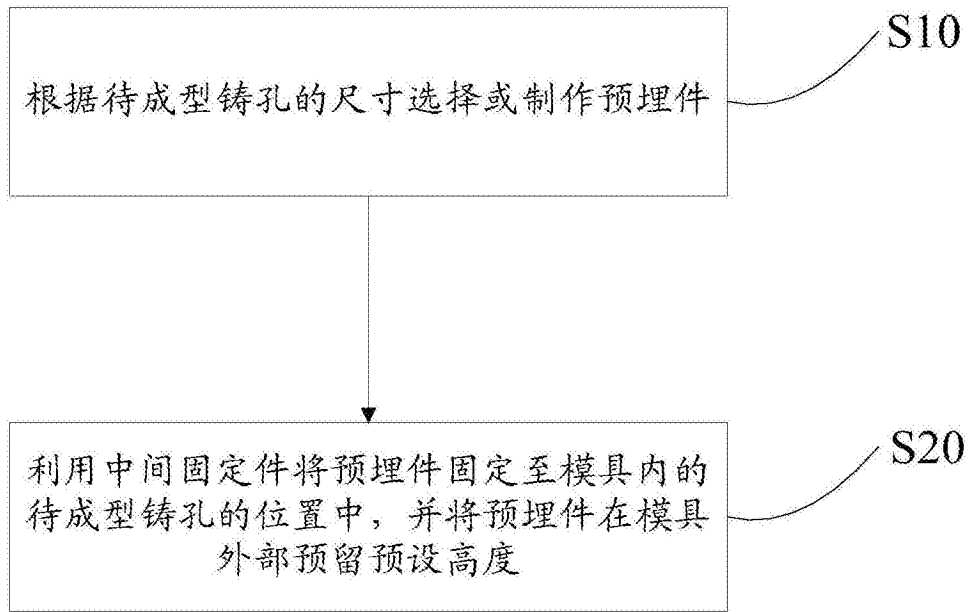 S10
根据待成型铸孔的尺寸选择或制作预埋件
S20
利用中间固定件将预埋件固定至模具内的
待成型铸孔的位置中，并将预埋件在模具
外部预留预设高度